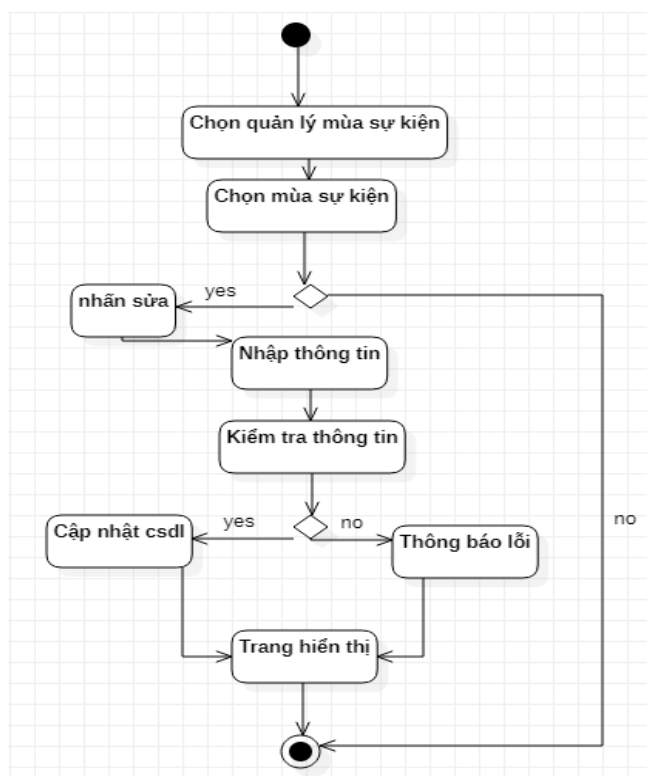 Chọn quản lý mùa sự kiện
Chọn mùa sự kiện
yes
nhấn sửa
Nhập thông tin
Kiểm tra thông tin
yes
no
no
Cập nhật csdl
Thông báo lỗi
Trang hiển thị